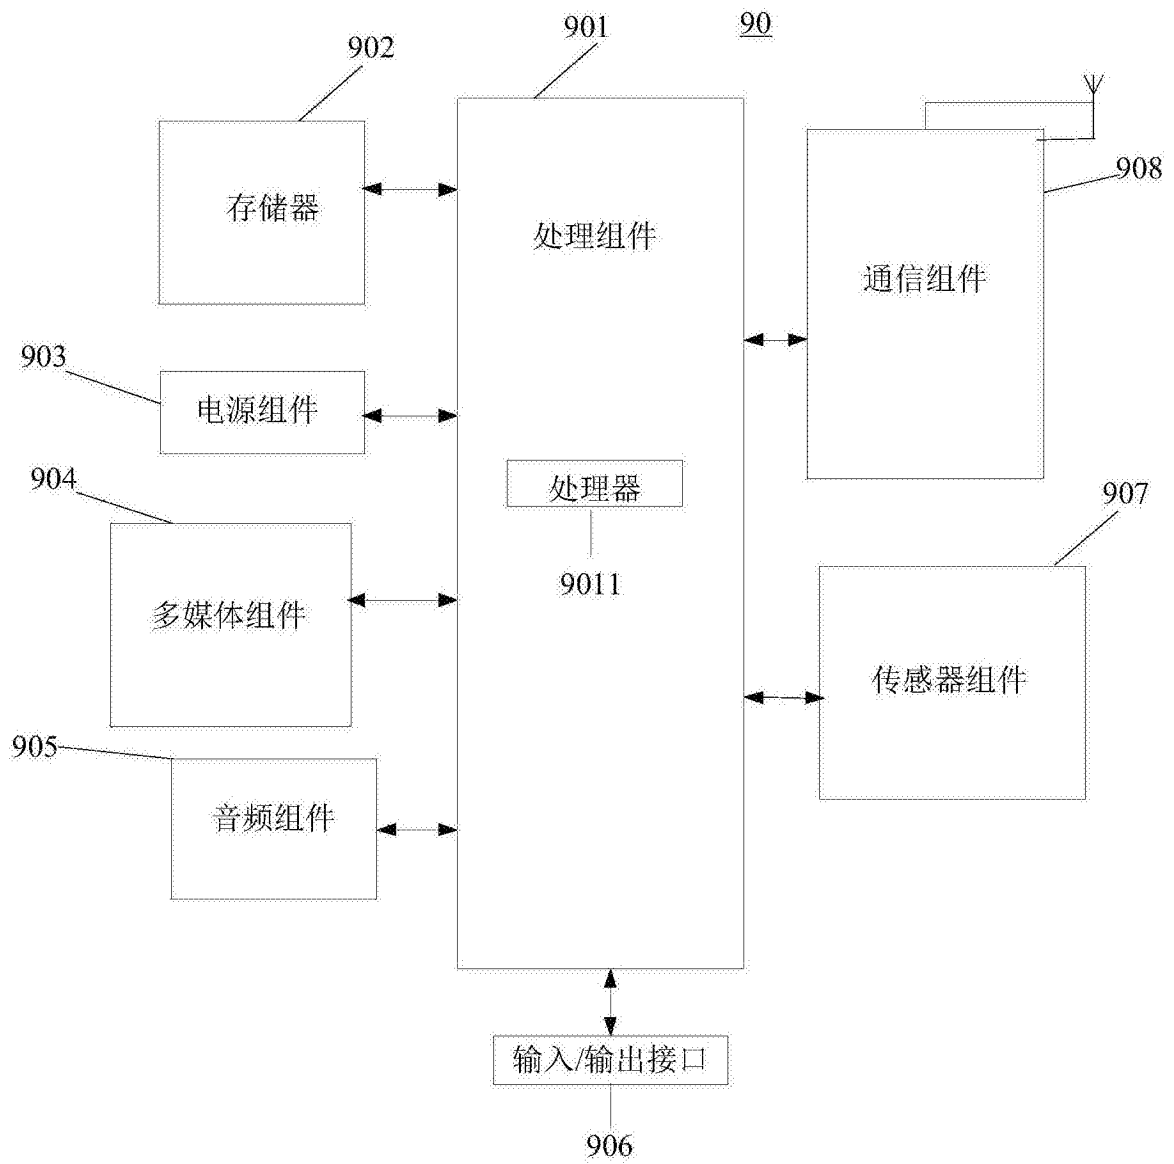 90
901
902
存储器
处理组件
908
通信组件
903
电源组件
904
处理器
9011
907
多媒体组件
传感器组件
905
音频组件
输入/输出接口
906